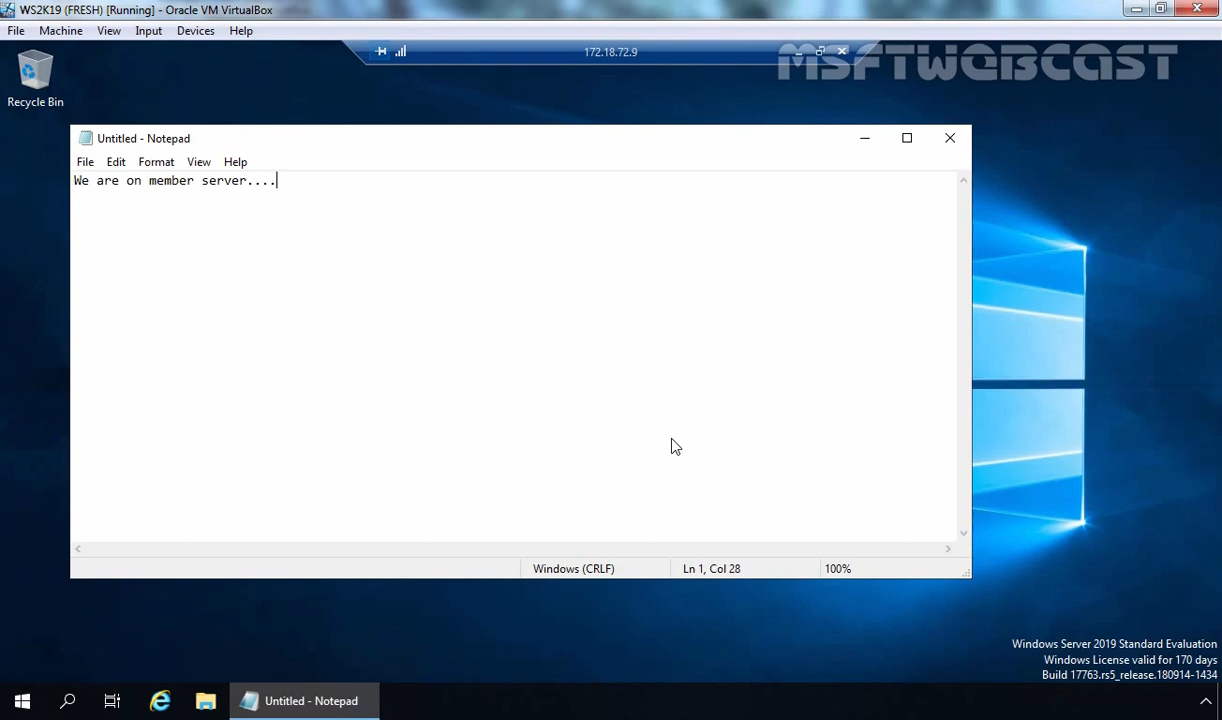 WS2K19 (FRESH) [Running] - Oracle VM VirtualBox
File Machine View Input Devices Help
172.18.72.9
MSFTWEBCAST
Recycle Bin
Untitled - Notepad
File Edit Format View Help
We are on member server....
Windows (CRLF) Ln 1, Col 28 100%
Windows Server 2019 Standard Evaluation
Windows License valid for 170 days
Build 17763.rs5_release.180914-1434
Untitled - Notepad